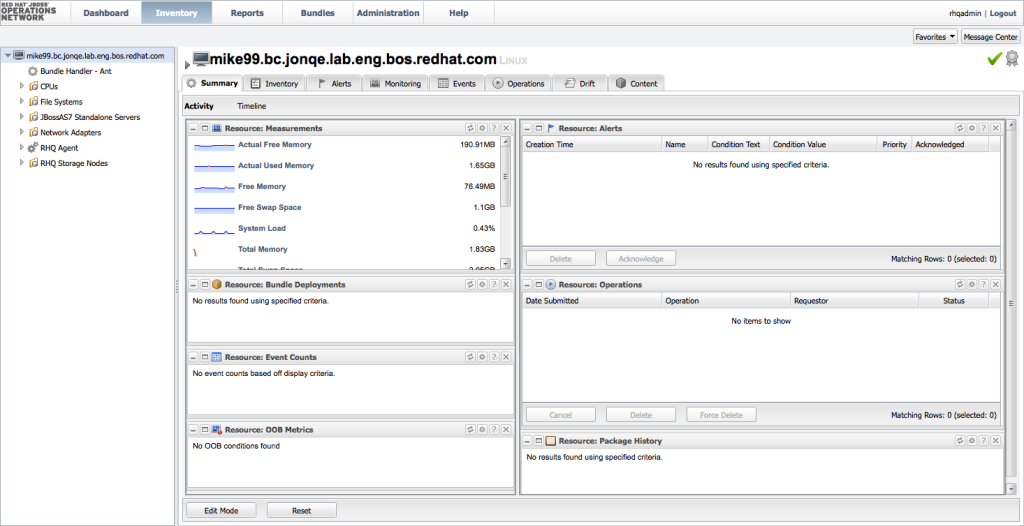 RED HAT JBOSS
OPERATIONS
NETWORK
Dashboard Inventory Reports Bundles Administration Help
rhqadmin | Logout
Favorites Message Center
mike99.bc.jonqe.lab.eng.bos.redhat.com
Bundle Handler - Ant
CPUs
File Systems
JBossAS7 Standalone Servers
Network Adapters
RHQ Agent
RHQ Storage Nodes
mike99.bc.jonqe.lab.eng.bos.redhat.com LINUX
Summary Inventory Alerts Monitoring Events Operations Drift Content
Activity Timeline
Resource: Measurements
Actual Free Memory 190.91MB
Actual Used Memory 1.65GB
Free Memory 76.49MB
Free Swap Space 1.1GB
System Load 0.43%
Total Memory 1.83GB
Total Swap Space 2.05GB
Resource: Bundle Deployments
No results found using specified criteria.
Resource: Event Counts
No event counts based off display criteria.
Resource: OOB Metrics
No OOB conditions found
Resource: Alerts
Creation Time Name Condition Text Condition Value Priority Acknowledged
No results found using specified criteria.
Delete Acknowledge Matching Rows: 0 (selected: 0)
Resource: Operations
Date Submitted Operation Requestor Status
No items to show
Cancel Delete Force Delete Matching Rows: 0 (selected: 0)
Resource: Package History
No results found using specified criteria.
Edit Mode Reset